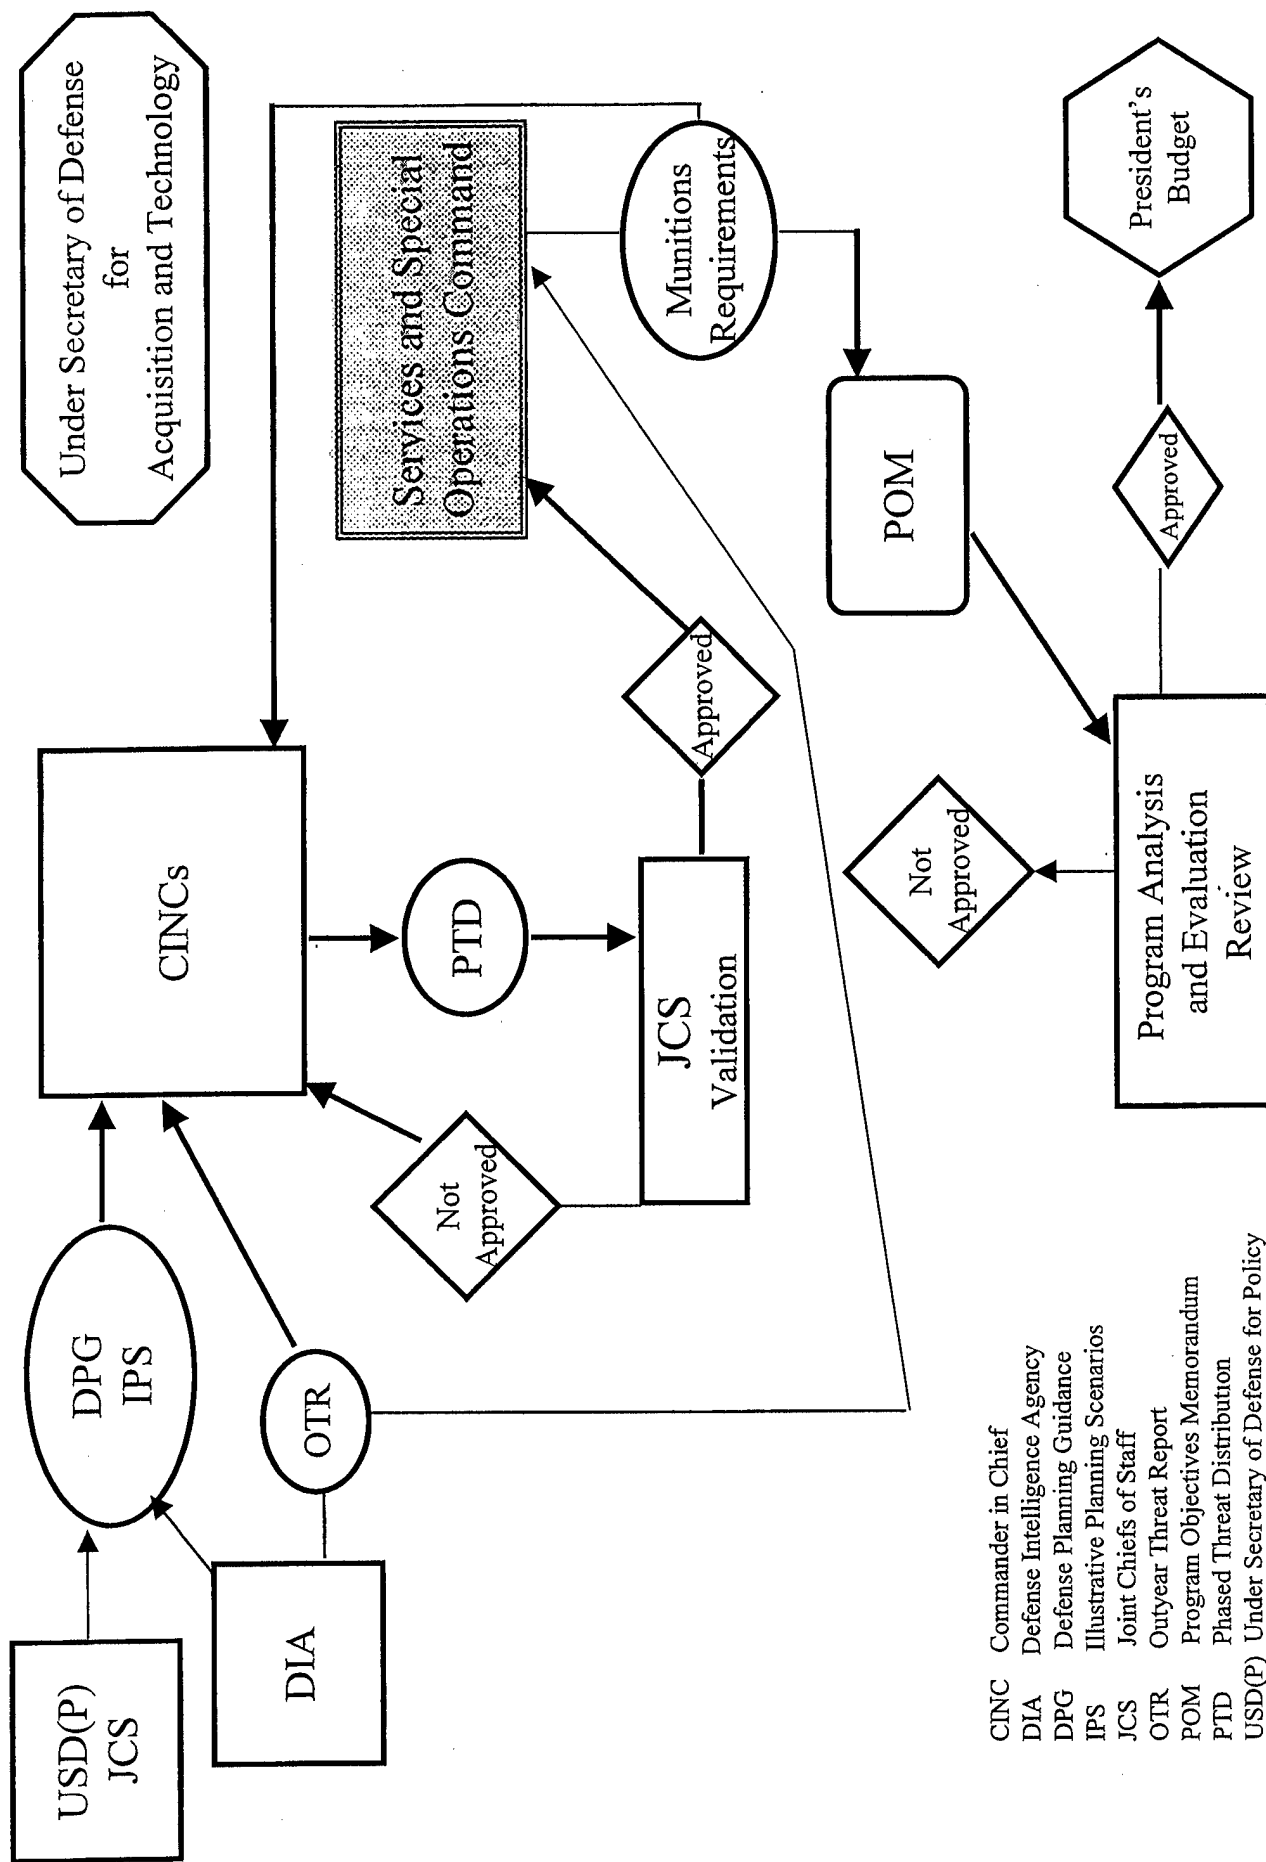 USD(P)
JCS
DIA
DPG
IPS
OTR
CINCs
Under Secretary of Defense
for
Acquisition and Technology
PTD
Not
Approved
JCS
Validation
Approved
Services and Special
Operations Command
Munitions
Requirements
POM
Not
Approved
Program Analysis
and Evaluation
Review
Approved
President's
Budget
CINC Commander in Chief
DIA Defense Intelligence Agency
DPG Defense Planning Guidance
IPS Illustrative Planning Scenarios
JCS Joint Chiefs of Staff
OTR Outyear Threat Report
POM Program Objectives Memorandum
PTD Phased Threat Distribution
USD(P) Under Secretary of Defense for Policy